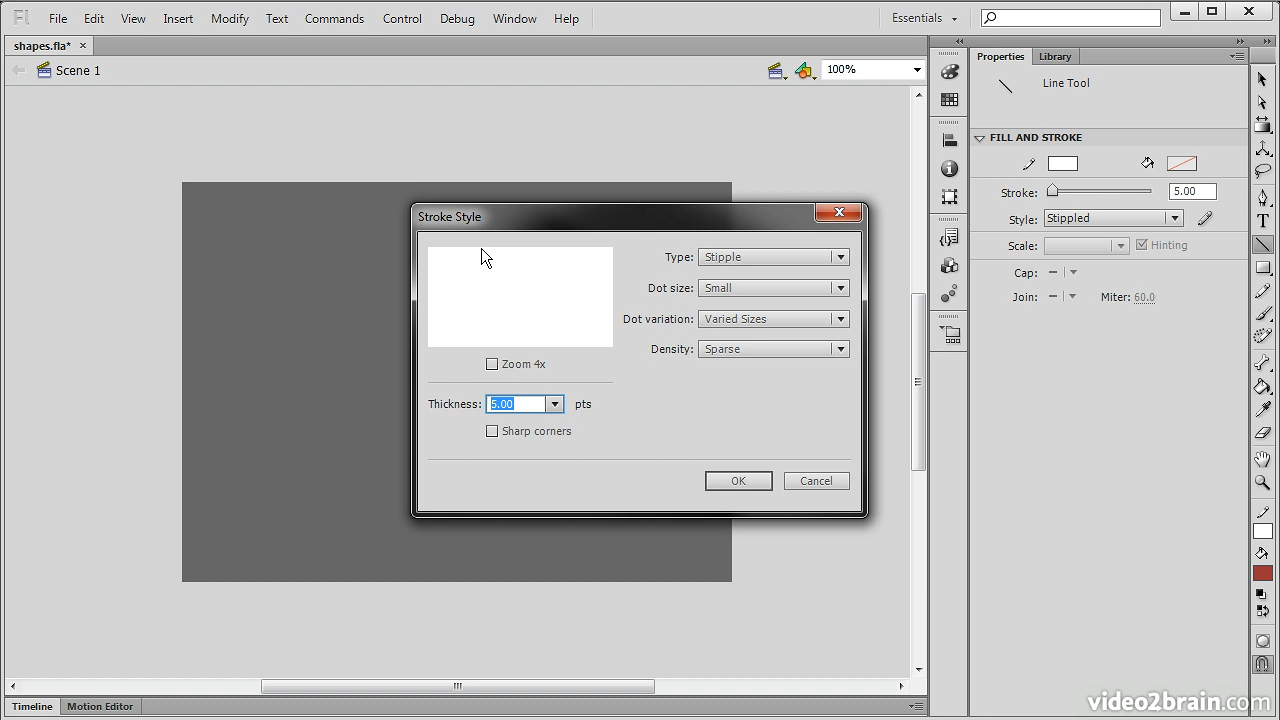 Fl File Edit View Insert Modify Text Commands Control Debug Window Help Essentials
shapes.fla* ×
Scene 1 100%
Properties Library
Line Tool
FILL AND STROKE
Stroke: 5.00
Style: Stippled
Scale: Hinting
Cap:
Join: Miter: 60.0
Stroke Style
Type: Stipple
Dot size: Small
Dot variation: Varied Sizes
Density: Sparse
Zoom 4x
Thickness: 5.00 pts
Sharp corners
OK Cancel
Timeline Motion Editor
video2brain.com